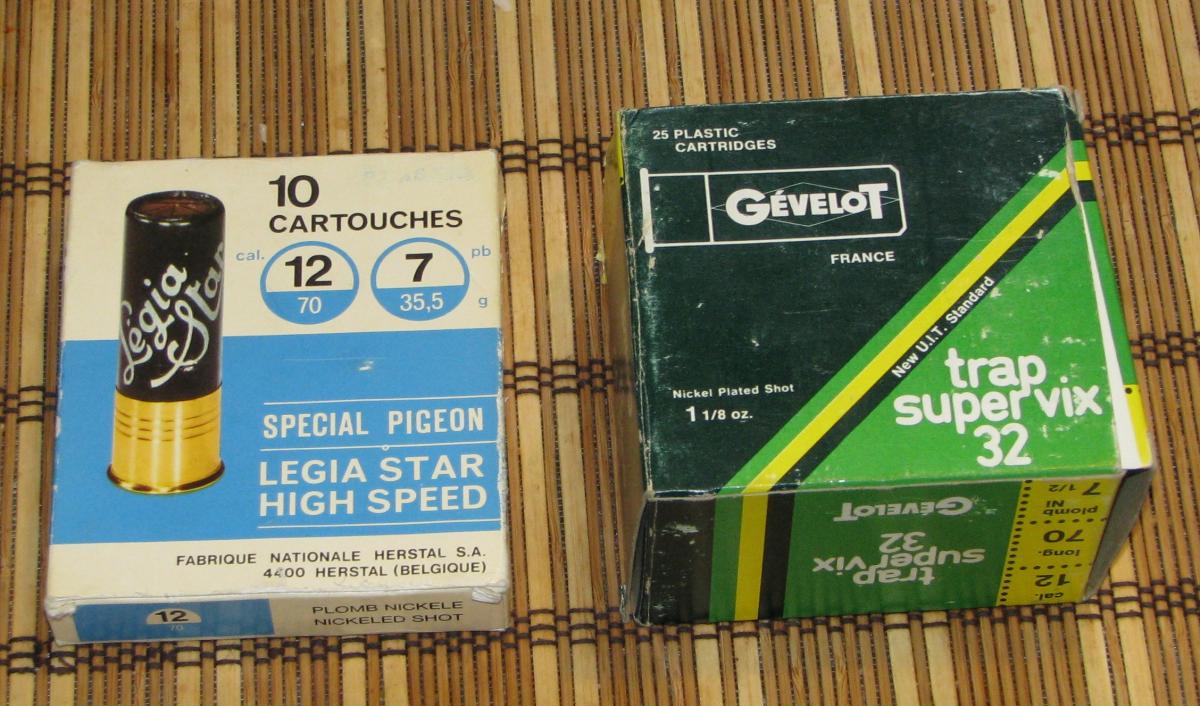 10
CARTOUCHES
cal. 12 7 pb
70 35,5 g
Légia
Star
SPECIAL PIGEON
LEGIA STAR
HIGH SPEED
FABRIQUE NATIONALE HERSTAL S.A.
4400 HERSTAL (BELGIQUE)
12
70
PLOMB NICKELE
NICKELED SHOT
25 PLASTIC
CARTRIDGES
GÉVELOT
FRANCE
New U.I.T. Standard
Nickel Plated Shot
1 1/8 oz.
trap
super vix
32
GÉVELOT
trap
super vix
32
cal.
12
long.
70
plomb
Ni
7 1/2